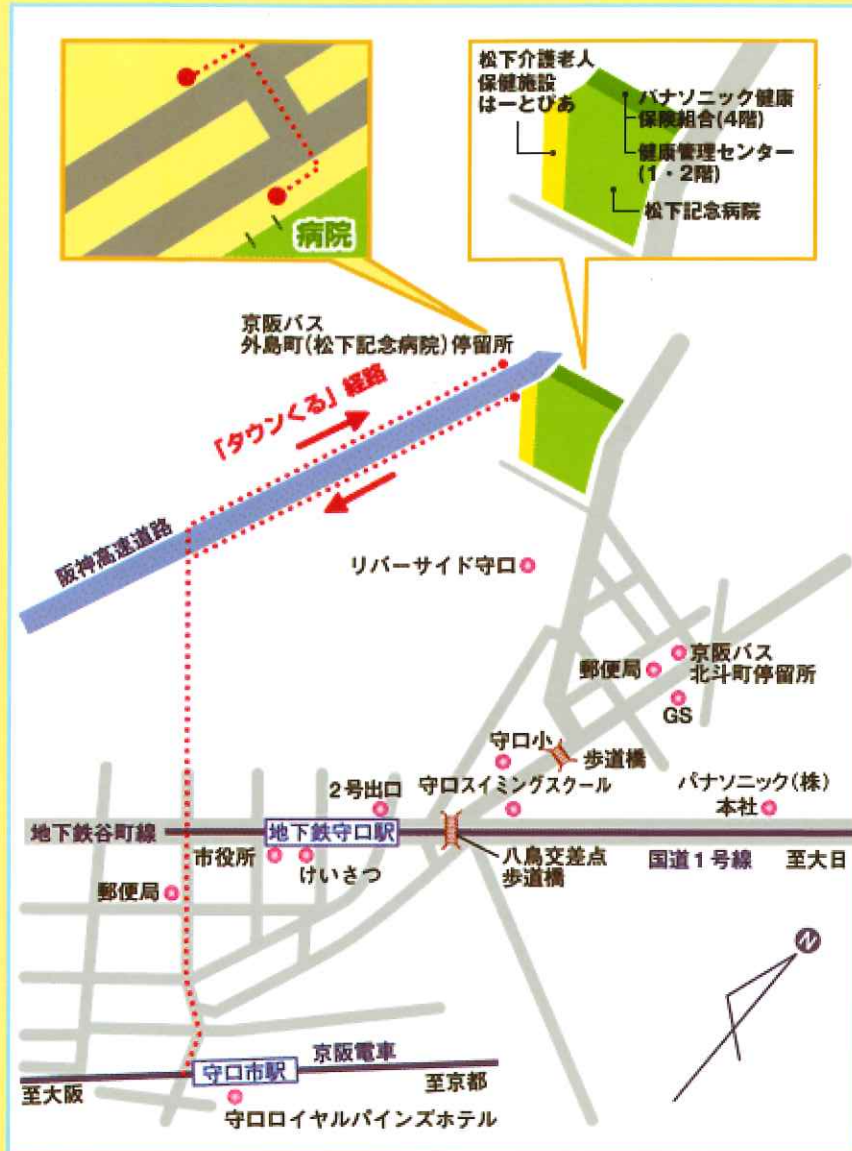 病院
松下介護老人
保健施設
はーとぴあ
パナソニック健康
保険組合(4階)
健康管理センター
(1・2階)
松下記念病院
京阪バス
外島町(松下記念病院)停留所
「タウンくる」経路
阪神高速道路
リバーサイド守口
郵便局
京阪バス
北斗町停留所
GS
守口小
歩道橋
2号出口
守口スイミングスクール
パナソニック(株)
本社
地下鉄谷町線
地下鉄守口駅
市役所
けいさつ
八島交差点
歩道橋
国道1号線
至大日
郵便局
N
京阪電車
守口市駅
至大阪
至京都
守口ロイヤルパインズホテル